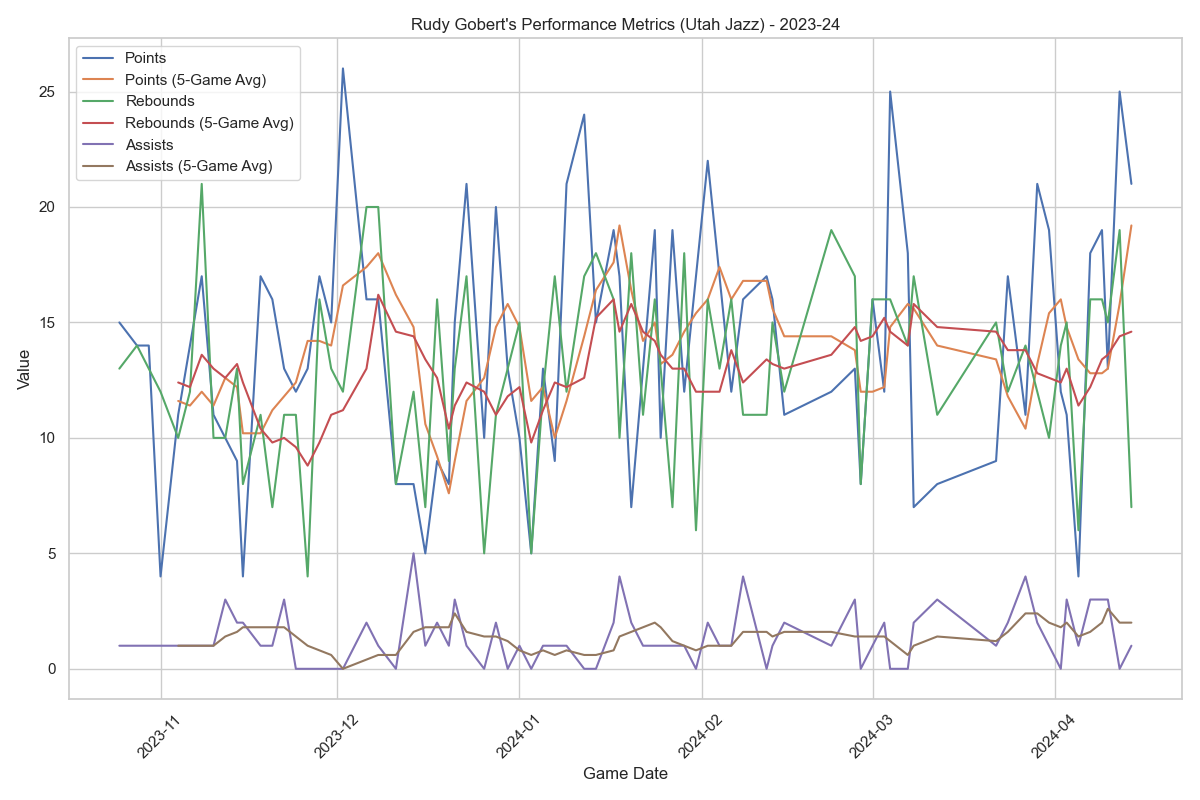 Rudy Gobert's Performance Metrics (Utah Jazz) - 2023-24
Points
Points (5-Game Avg)
Rebounds
Rebounds (5-Game Avg)
Assists
Assists (5-Game Avg)
25
20
15
10
5
0
Value
2023-11
2023-12
2024-01
2024-02
2024-03
2024-04
Game Date